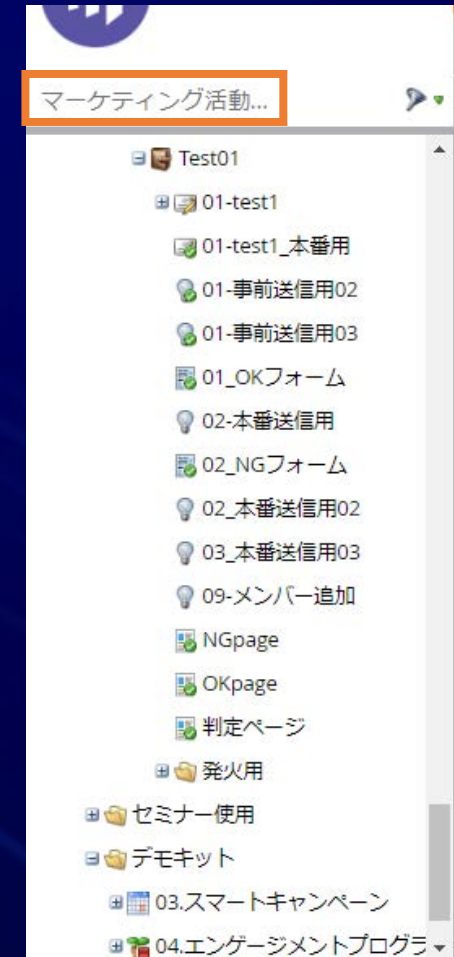 マーケティング活動...
Test01
01-test1
01-test1_本番用
01-事前送信用02
01-事前送信用03
01_OKフォーム
02-本番送信用
02_NGフォーム
02_本番送信用02
03_本番送信用03
09-メンバー追加
NGpage
OKpage
判定ページ
発火用
セミナー使用
デモキット
03.スマートキャンペーン
04.エンゲージメントプログラ